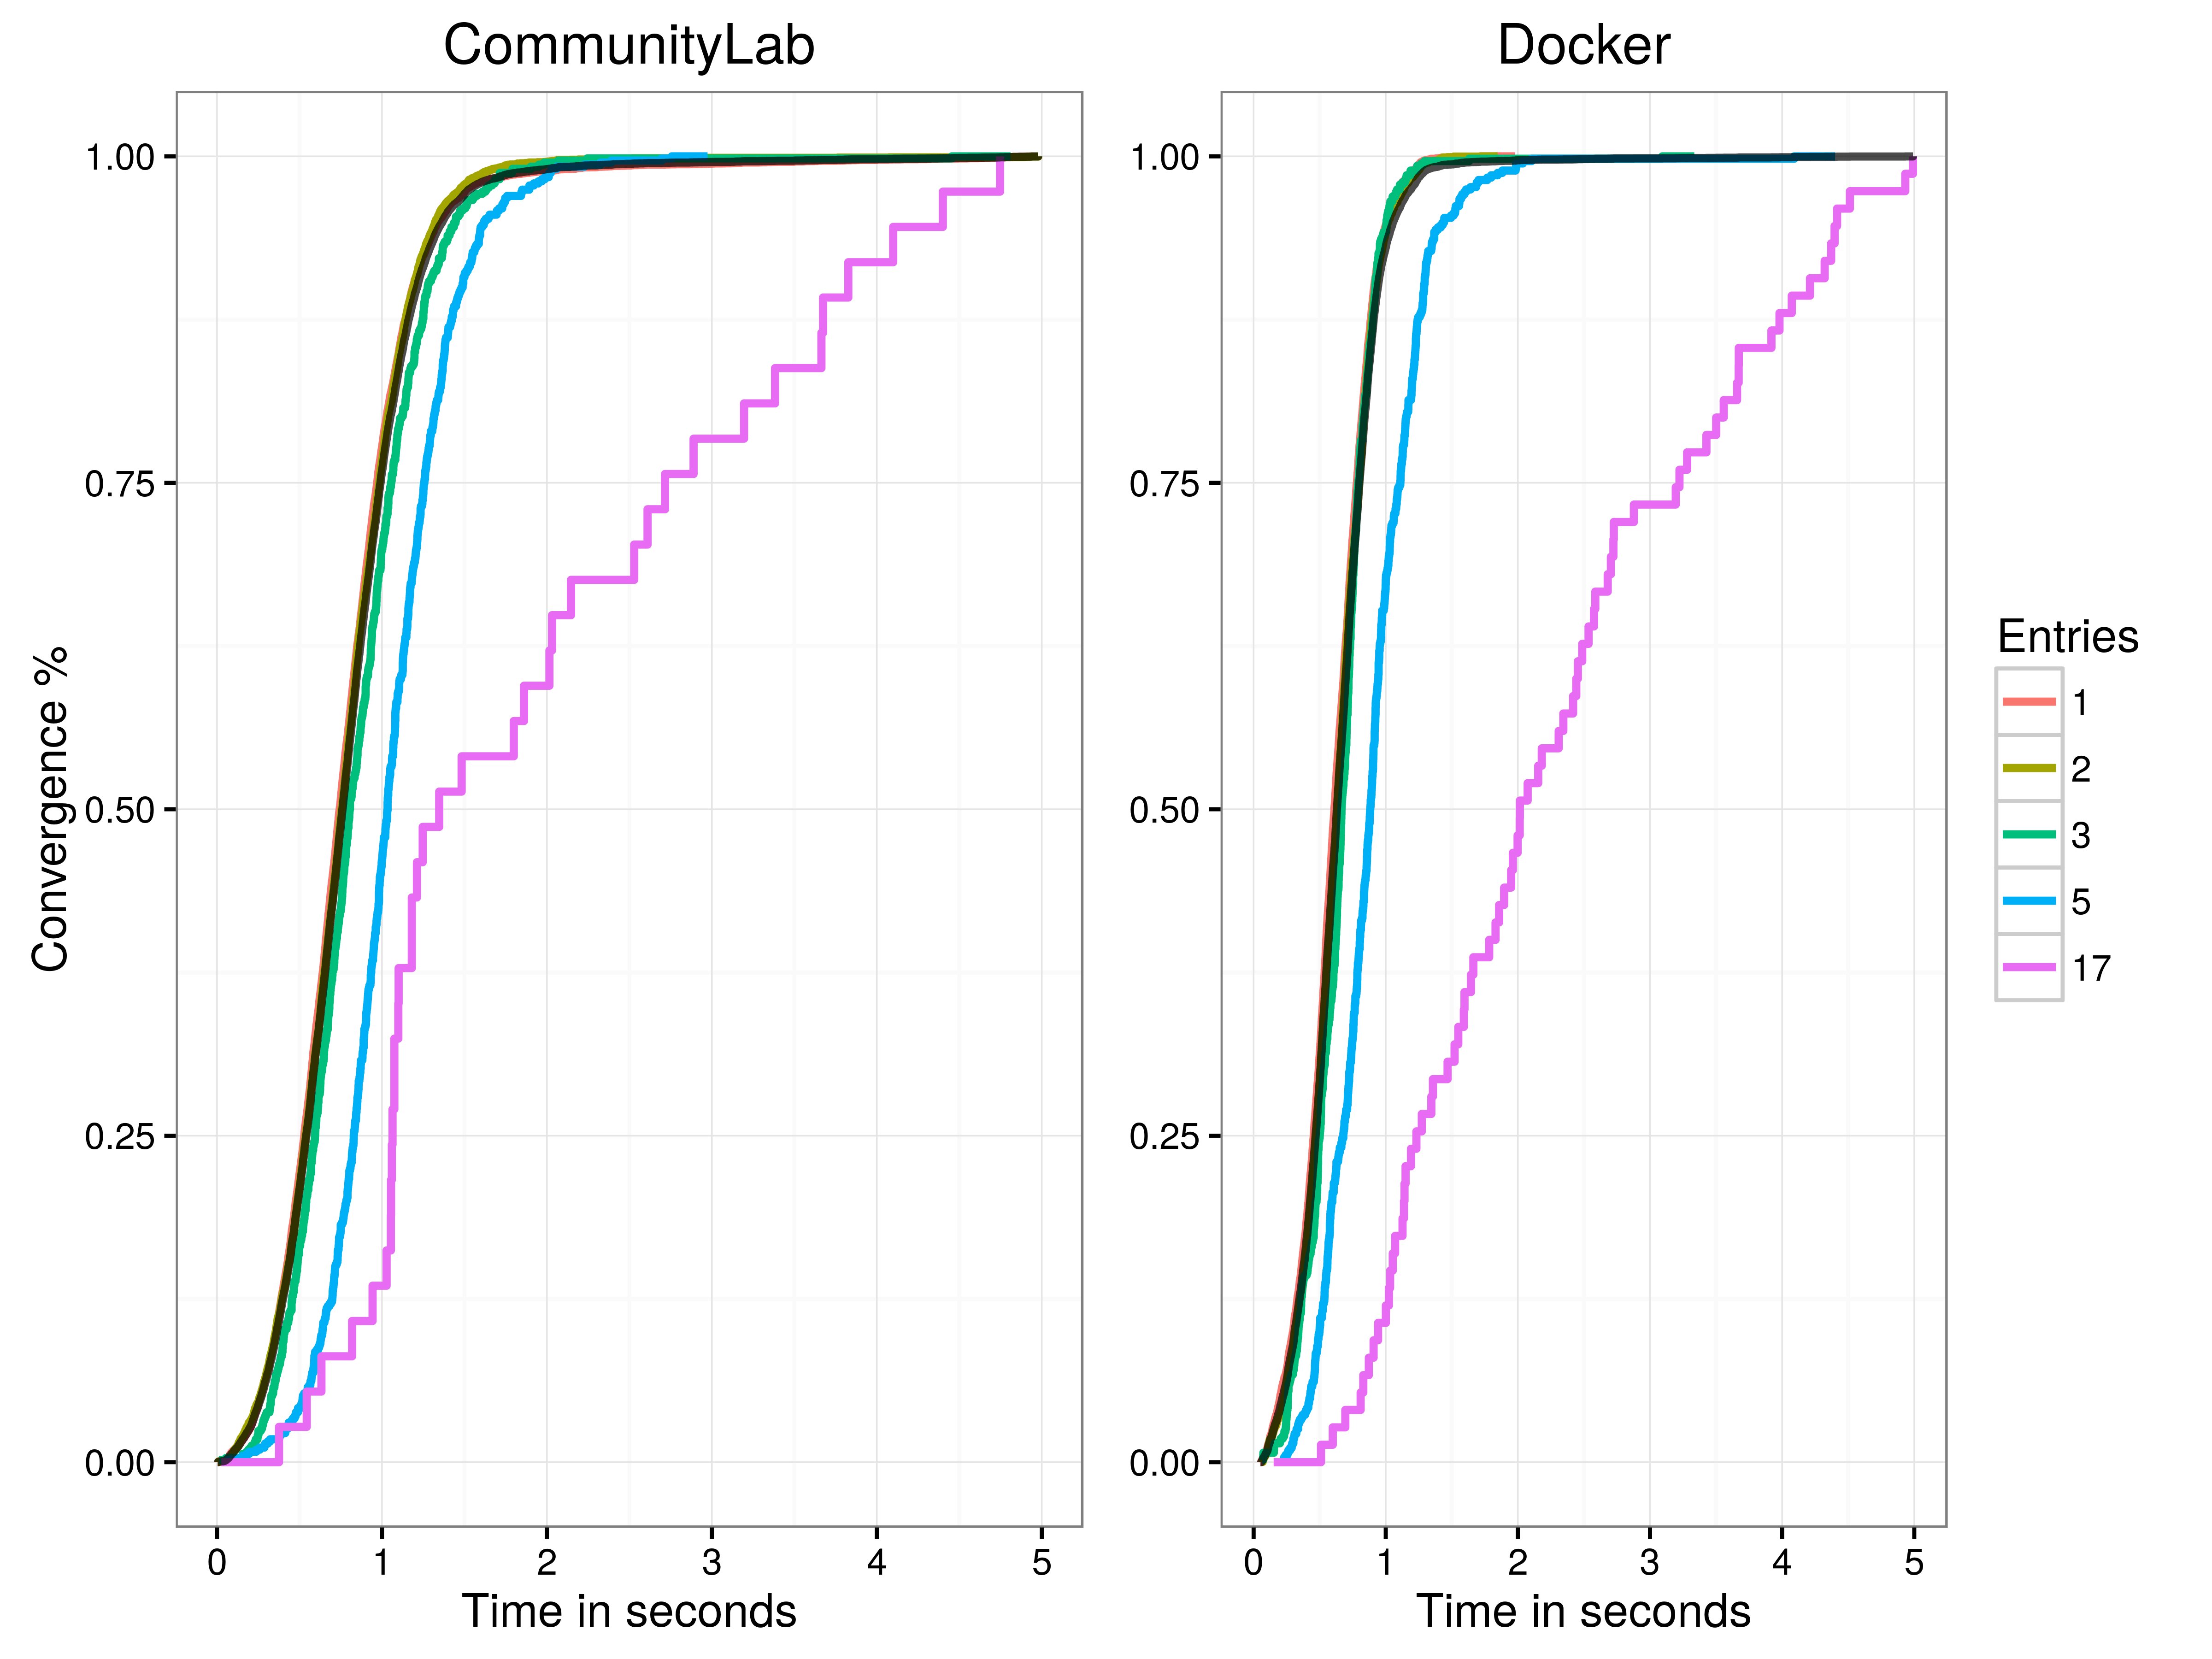 CommunityLab
Docker
Convergence %
1.00
0.75
0.50
0.25
0.00
0 1 2 3 4 5
Time in seconds
1.00
0.75
0.50
0.25
0.00
0 1 2 3 4 5
Time in seconds
Entries
1
2
3
5
17